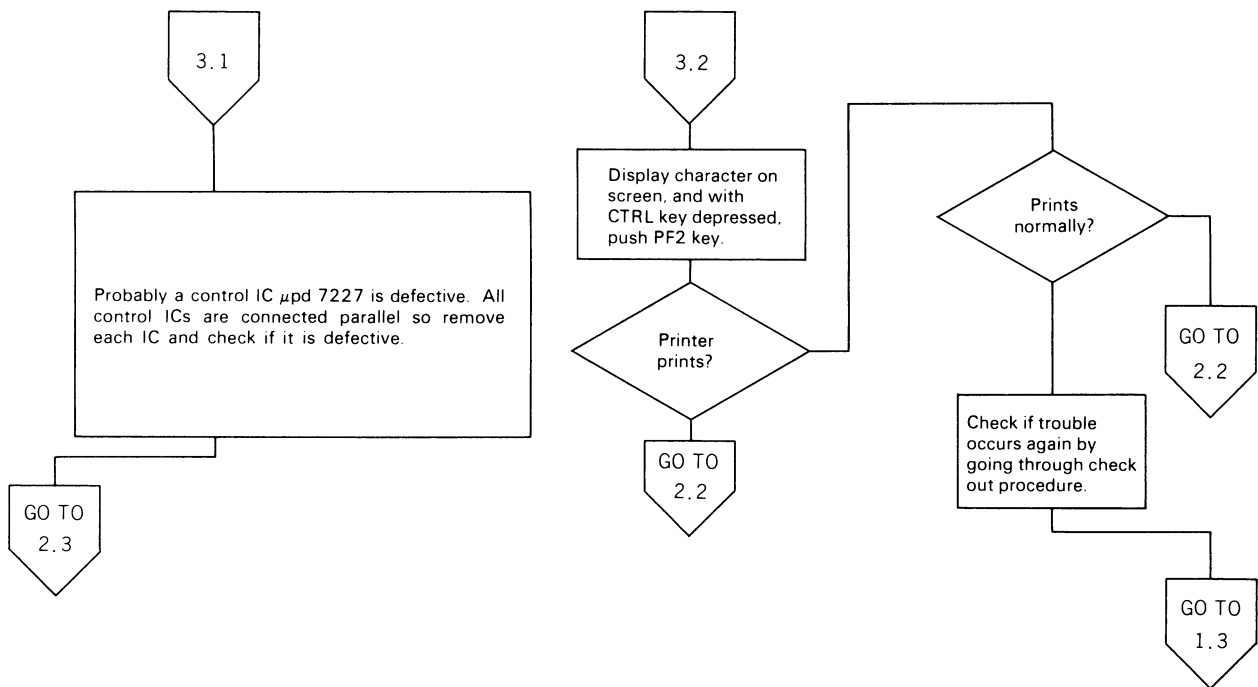 3.1
Probably a control IC μpd 7227 is defective. All
control ICs are connected parallel so remove
each IC and check if it is defective.
GO TO
2.3
3.2
Display character on
screen, and with
CTRL key depressed,
push PF2 key.
Printer
prints?
GO TO
2.2
Prints
normally?
GO TO
2.2
Check if trouble
occurs again by
going through check
out procedure.
GO TO
1.3